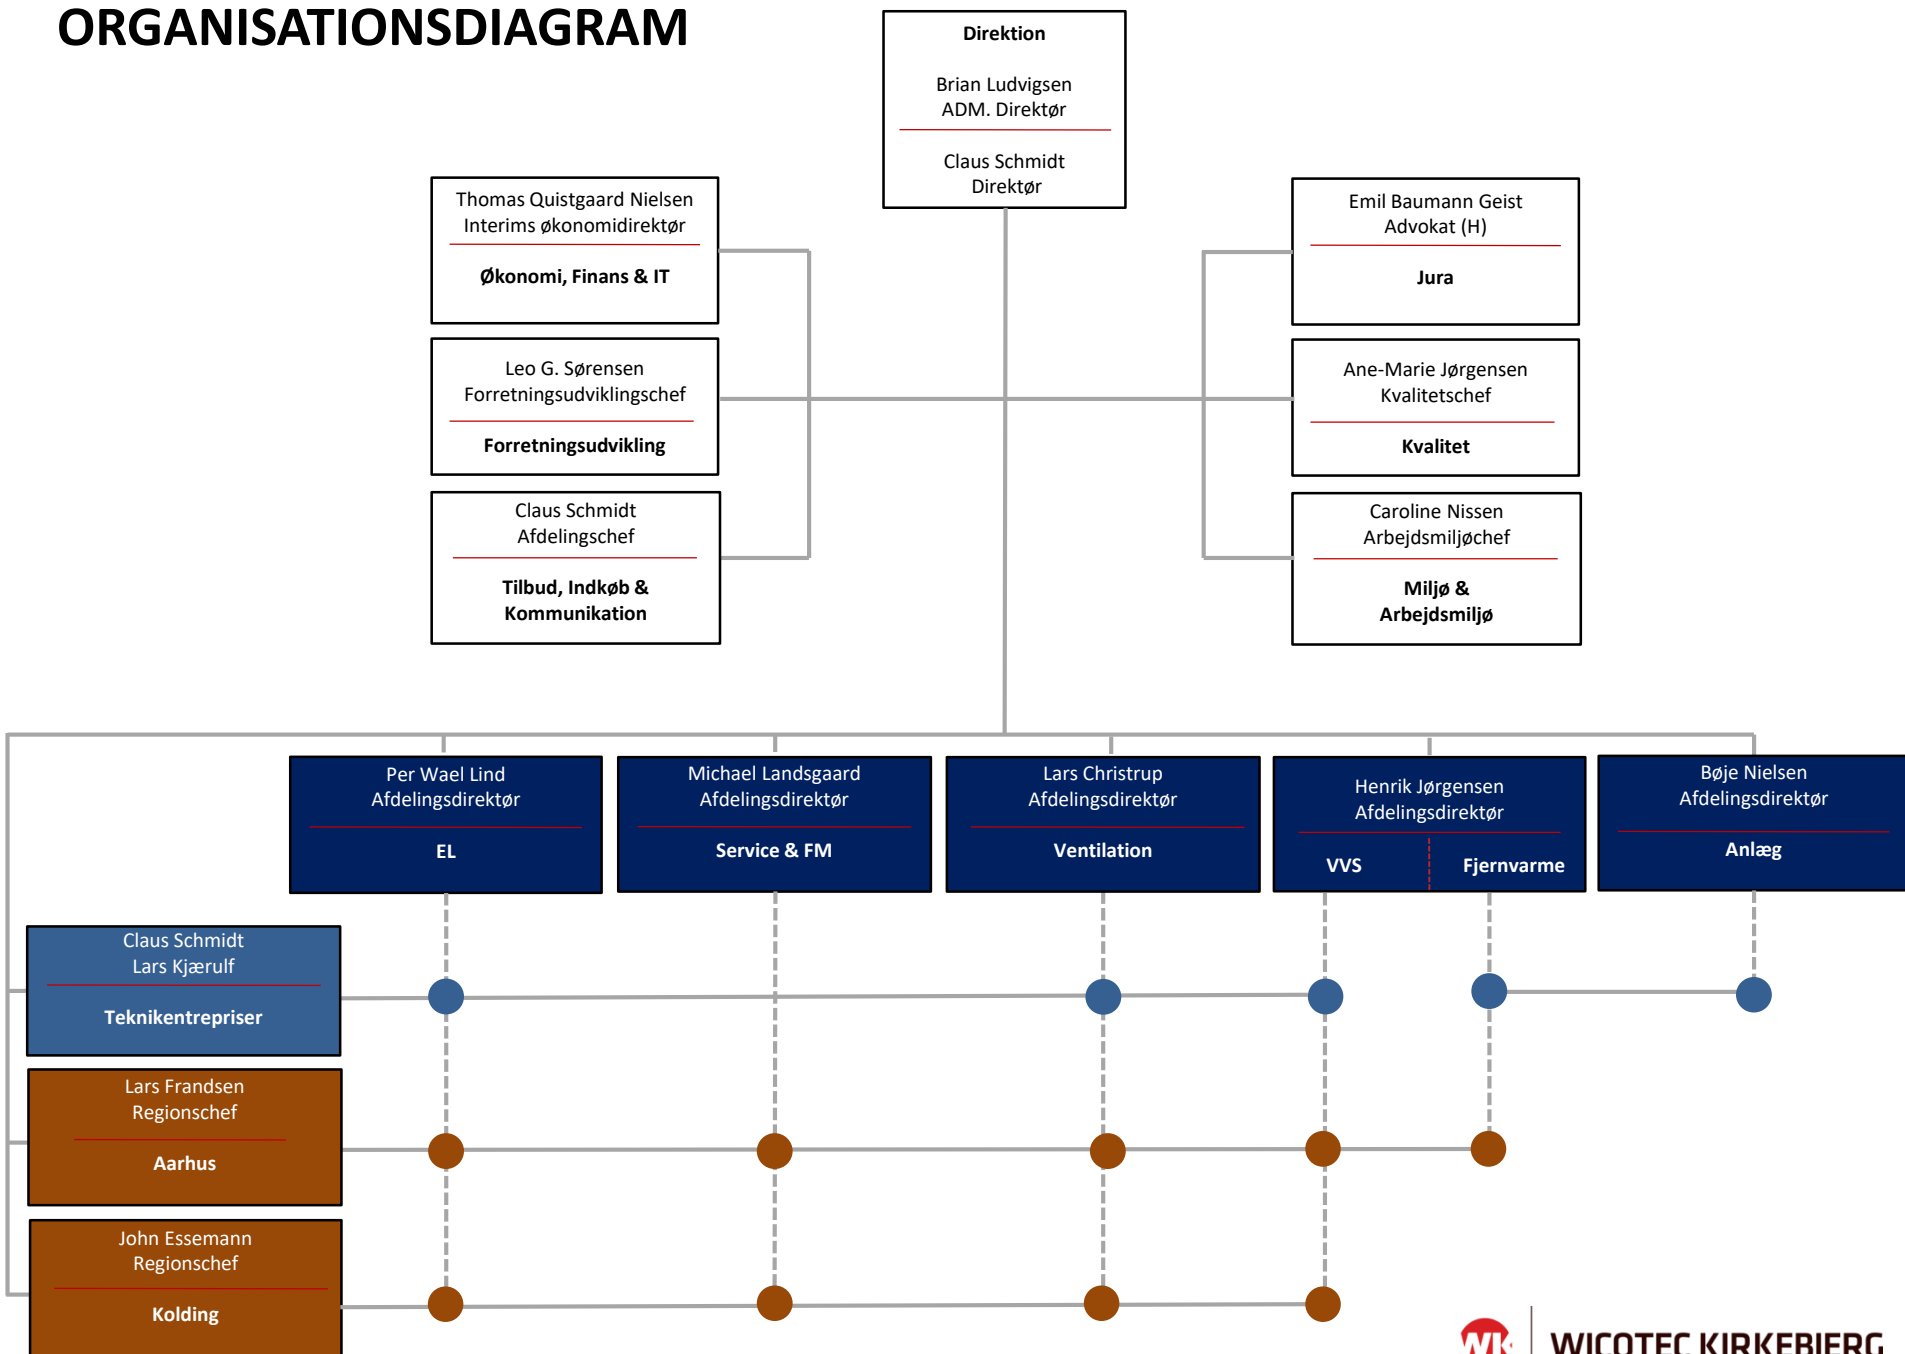 ORGANISATIONSDIAGRAM
Direktion
Brian Ludvigsen
ADM. Direktør
Claus Schmidt
Direktør
Thomas Quistgaard Nielsen
Interims økonomidirektør
Økonomi, Finans & IT
Leo G. Sørensen
Forretningsudviklingschef
Forretningsudvikling
Claus Schmidt
Afdelingschef
Tilbud, Indkøb &
Kommunikation
Emil Baumann Geist
Advokat (H)
Jura
Ane-Marie Jørgensen
Kvalitetschef
Kvalitet
Caroline Nissen
Arbejdsmiljøchef
Miljø &
Arbejdsmiljø
Per Wael Lind
Afdelingsdirektør
EL
Michael Landsgaard
Afdelingsdirektør
Service & FM
Lars Christrup
Afdelingsdirektør
Ventilation
Henrik Jørgensen
Afdelingsdirektør
VVS
Fjernvarme
Bøje Nielsen
Afdelingsdirektør
Anlæg
Claus Schmidt
Lars Kjærulf
Teknikentrepriser
Lars Frandsen
Regionschef
Aarhus
John Essemann
Regionschef
Kolding
WK
WICOTEC KIRKEBJERG